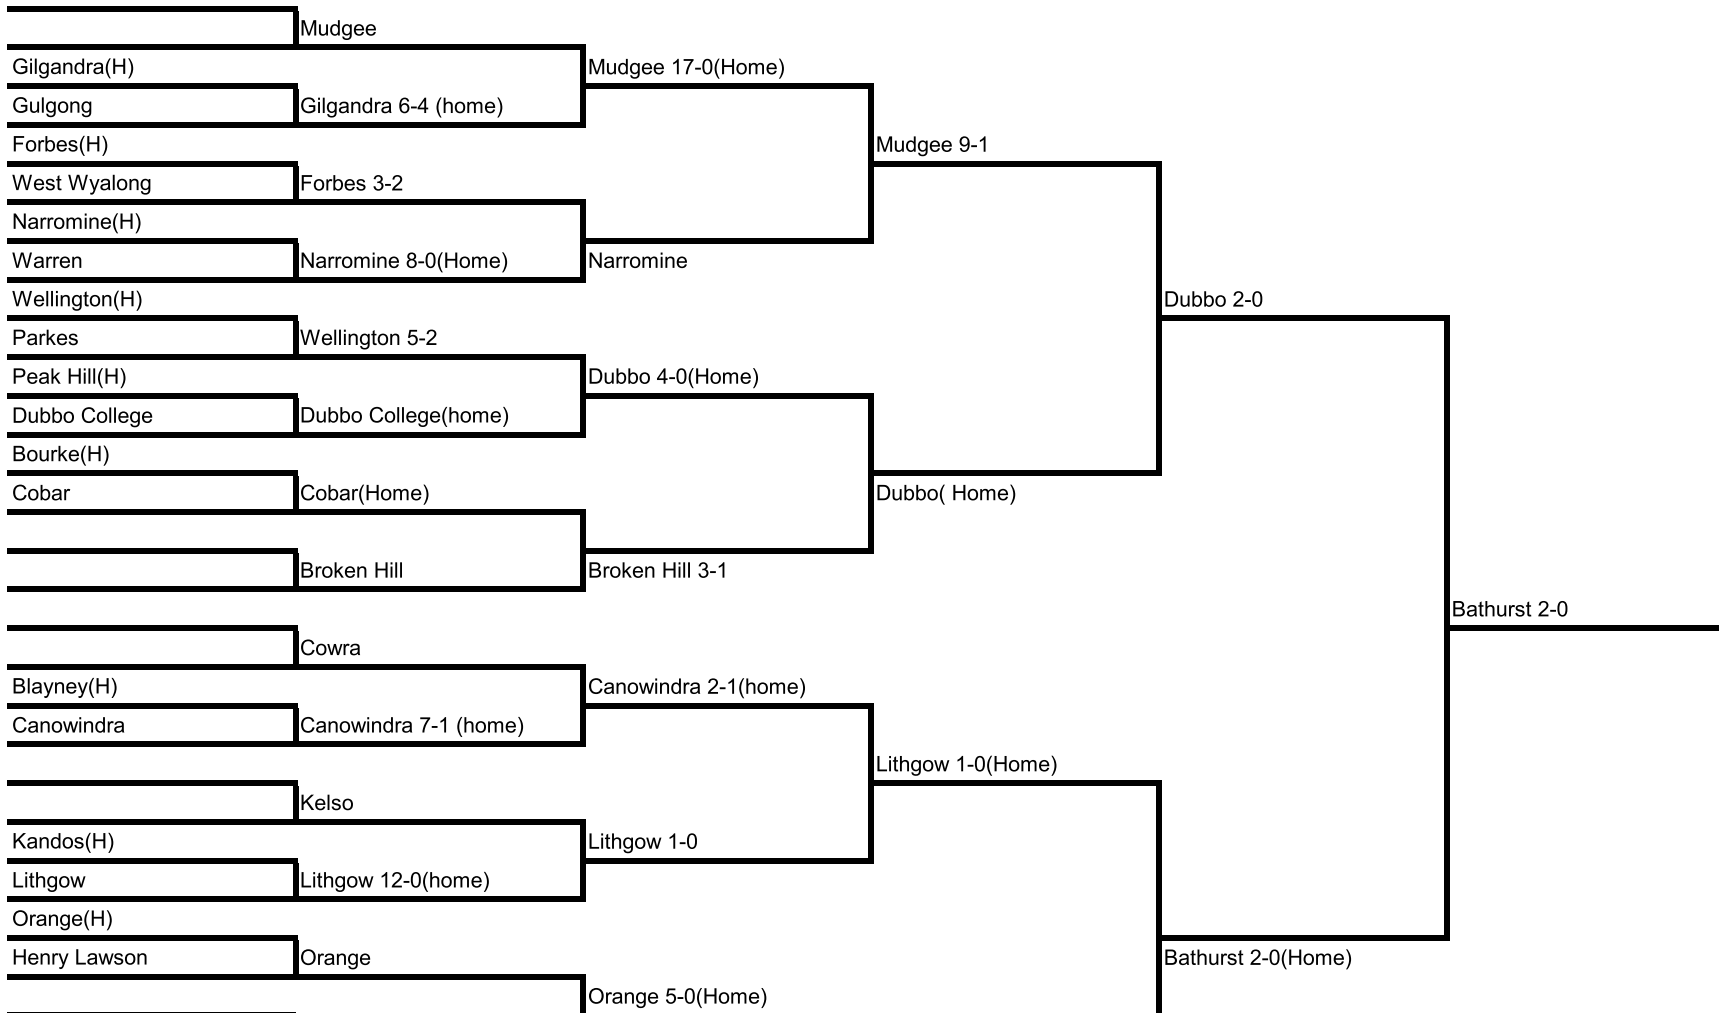 Mudgee
Gilgandra(H)
Mudgee 17-0(Home)
Gulgong
Gilgandra 6-4 (home)
Forbes(H)
Mudgee 9-1
West Wyalong
Forbes 3-2
Narromine(H)
Warren
Narromine 8-0(Home)
Narromine
Wellington(H)
Dubbo 2-0
Parkes
Wellington 5-2
Peak Hill(H)
Dubbo 4-0(Home)
Dubbo College
Dubbo College(home)
Bourke(H)
Cobar
Cobar(Home)
Dubbo( Home)
Broken Hill
Broken Hill 3-1
Bathurst 2-0
Cowra
Blayney(H)
Canowindra 2-1(home)
Canowindra
Canowindra 7-1 (home)
Lithgow 1-0(Home)
Kelso
Kandos(H)
Lithgow 1-0
Lithgow
Lithgow 12-0(home)
Orange(H)
Henry Lawson
Orange
Bathurst 2-0(Home)
Orange 5-0(Home)